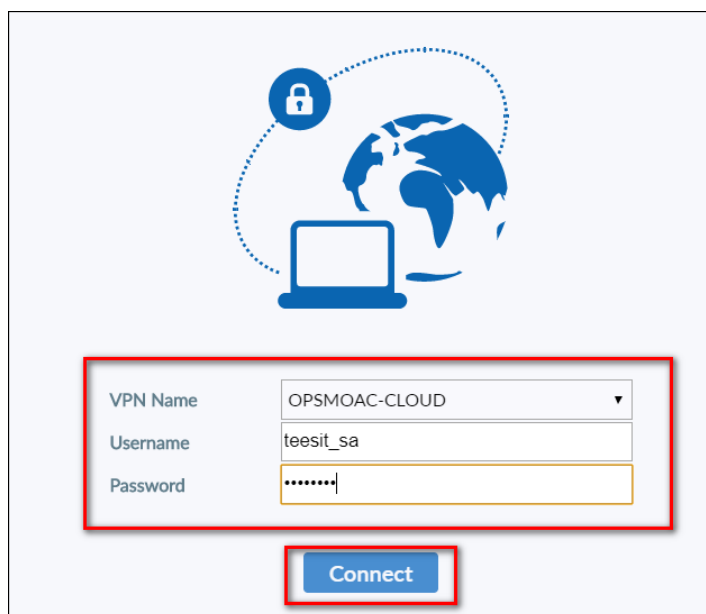 VPN Name OPSMOAC-CLOUD
Username teesit_sa
Password ••••••••
Connect